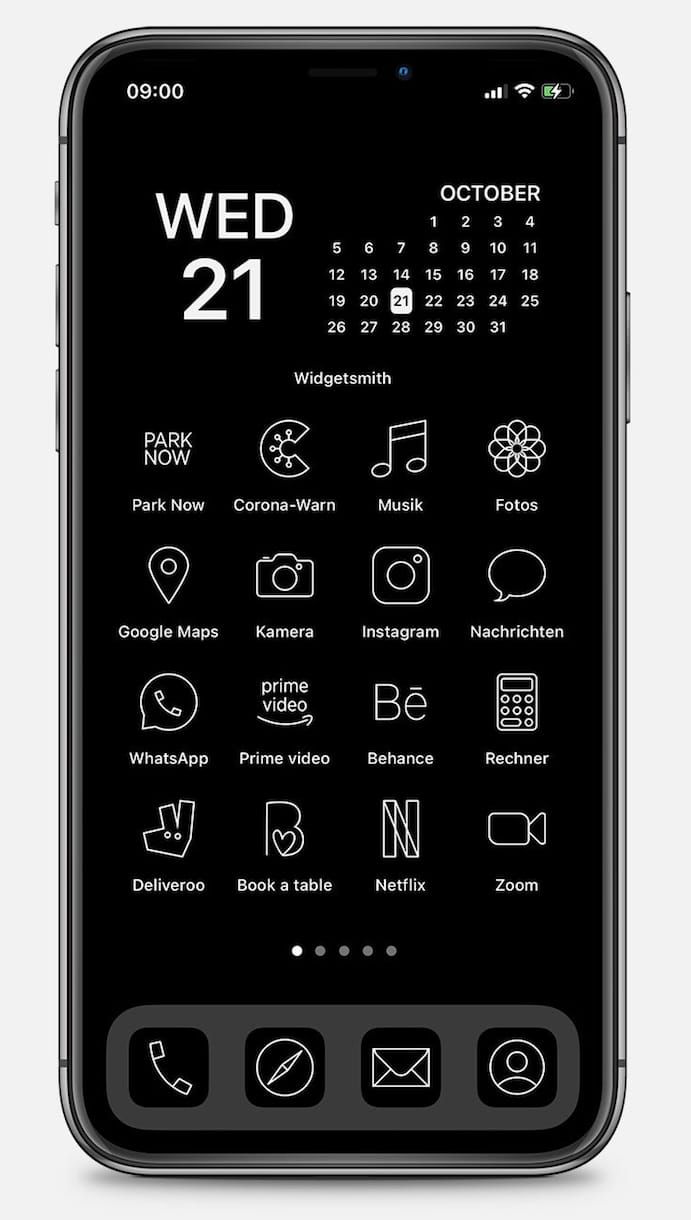 09:00
WED
21
OCTOBER
1 2 3 4
5 6 7 8 9 10 11
12 13 14 15 16 17 18
19 20 21 22 23 24 25
26 27 28 29 30 31
Widgetsmith
PARK
NOW
Park Now
Corona-Warn
Musik
Fotos
Google Maps
Kamera
Instagram
Nachrichten
prime
video
Bē
WhatsApp
Prime video
Behance
Rechner
B
N
Deliveroo
Book a table
Netflix
Zoom